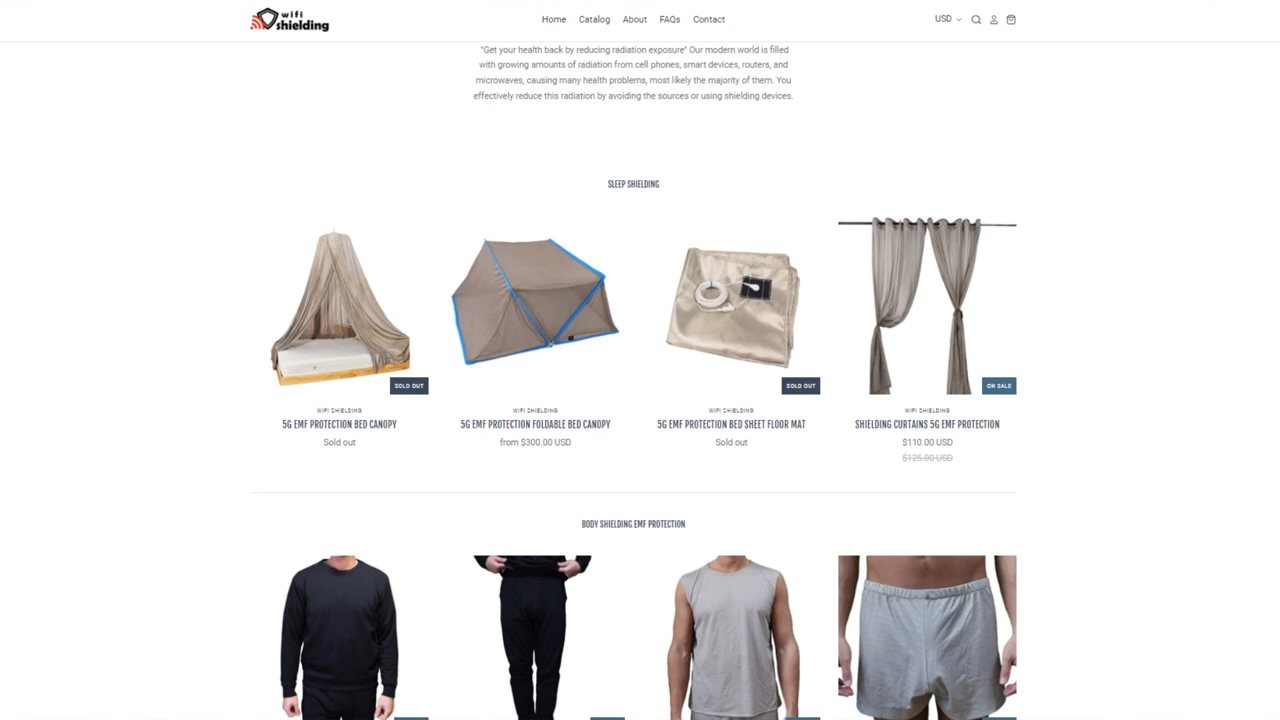 wifi
shielding
Home Catalog About FAQs Contact
USD
"Get your health back by reducing radiation exposure" Our modern world is filled
with growing amounts of radiation from cell phones, smart devices, routers, and
microwaves, causing many health problems, most likely the majority of them. You
effectively reduce this radiation by avoiding the sources or using shielding devices.
SLEEP SHIELDING
SOLD OUT
SOLD OUT
ON SALE
WIFI SHIELDING
WIFI SHIELDING
WIFI SHIELDING
WIFI SHIELDING
5G EMF PROTECTION BED CANOPY
5G EMF PROTECTION FOLDABLE BED CANOPY
5G EMF PROTECTION BED SHEET FLOOR MAT
SHIELDING CURTAINS 5G EMF PROTECTION
Sold out
from $300.00 USD
Sold out
$110.00 USD
$125.00 USD
BODY SHIELDING EMF PROTECTION